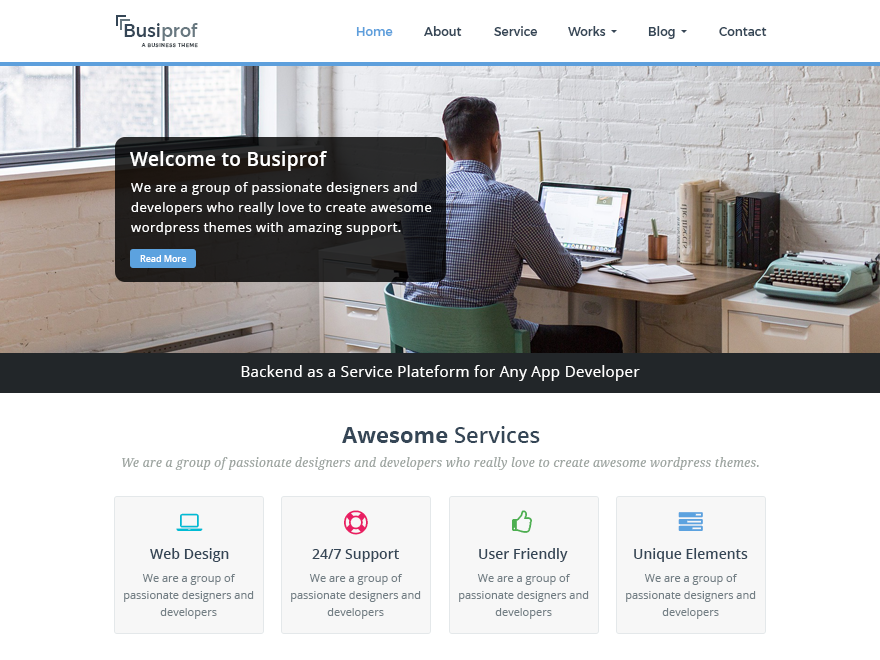 Busiprof
A BUSINESS THEME
Home About Service Works Blog Contact
Welcome to Busiprof
We are a group of passionate designers and
developers who really love to create awesome
wordpress themes with amazing support.
Read More
Backend as a Service Plateform for Any App Developer
Awesome Services
We are a group of passionate designers and developers who really love to create awesome wordpress themes.
Web Design
We are a group of
passionate designers and
developers
24/7 Support
We are a group of
passionate designers and
developers
User Friendly
We are a group of
passionate designers and
developers
Unique Elements
We are a group of
passionate designers and
developers